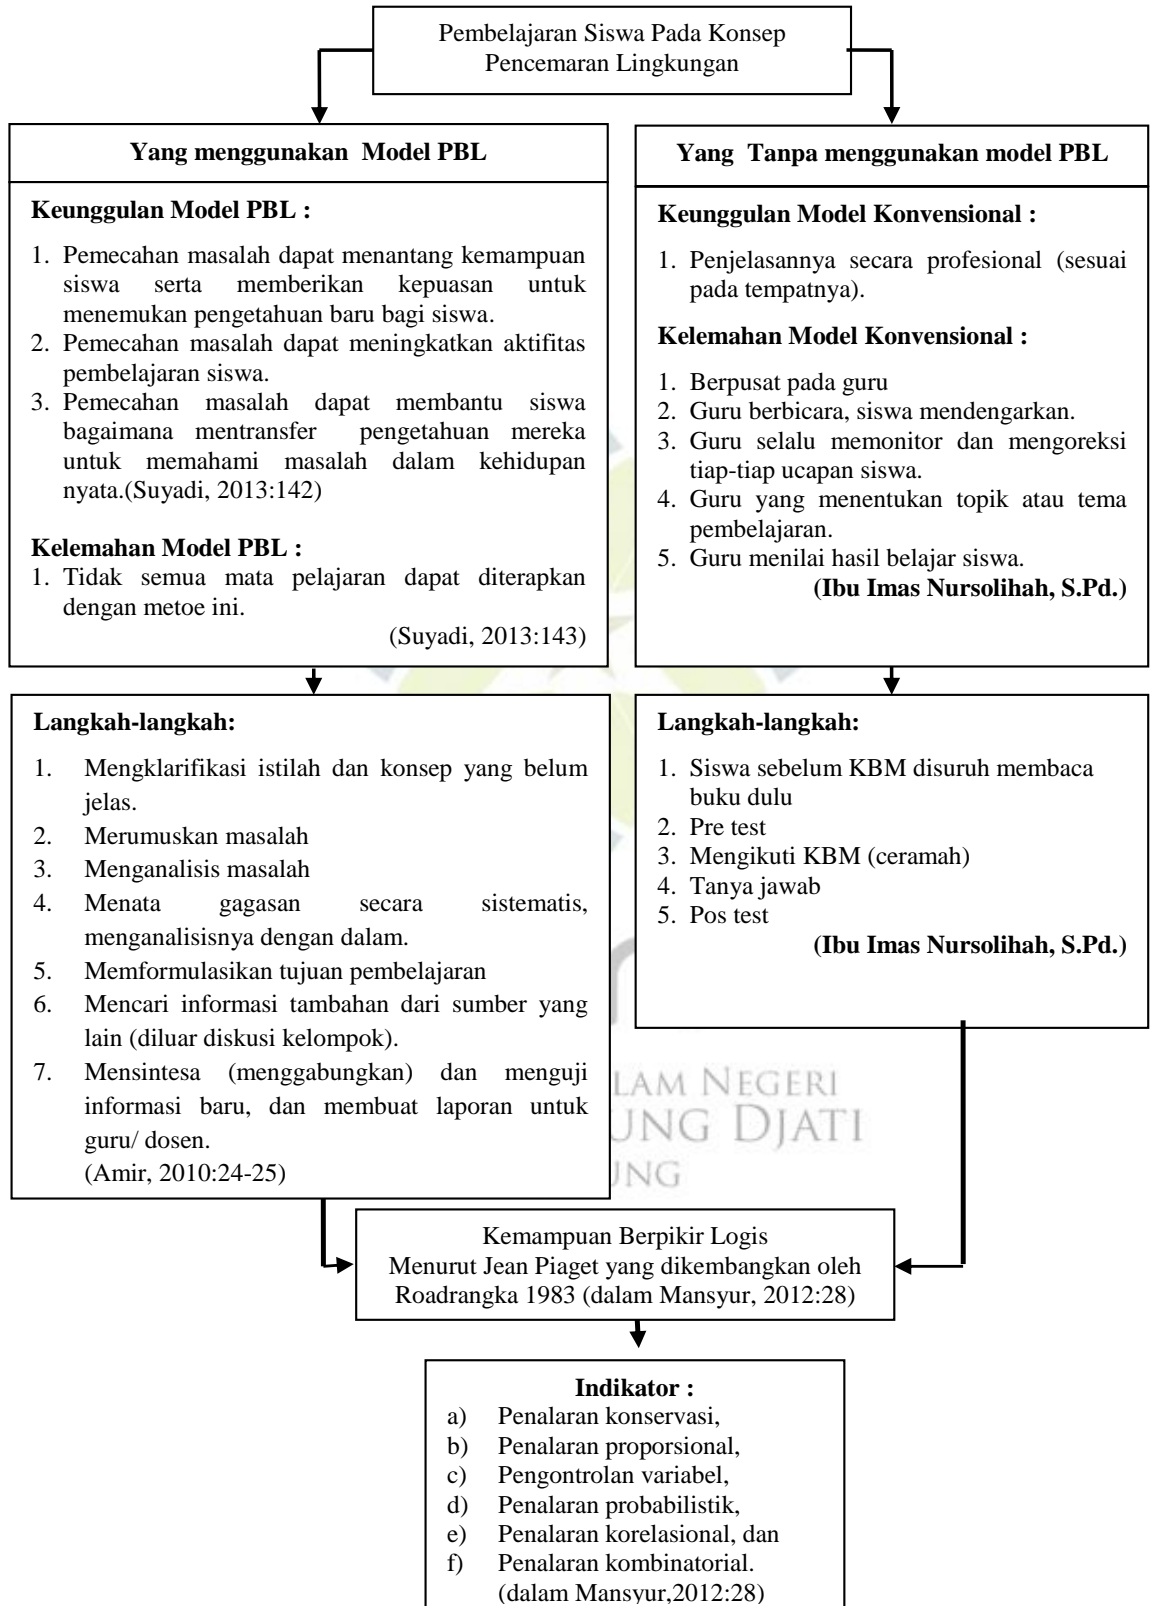 Pembelajaran Siswa Pada Konsep
Pencemaran Lingkungan
Yang menggunakan Model PBL
Keunggulan Model PBL :
1. Pemecahan masalah dapat menantang kemampuan
siswa serta memberikan kepuasan untuk
menemukan pengetahuan baru bagi siswa.
2. Pemecahan masalah dapat meningkatkan aktifitas
pembelajaran siswa.
3. Pemecahan masalah dapat membantu siswa
bagaimana mentransfer pengetahuan mereka
untuk memahami masalah dalam kehidupan
nyata.(Suyadi, 2013:142)
Kelemahan Model PBL :
1. Tidak semua mata pelajaran dapat diterapkan
dengan metoe ini.
(Suyadi, 2013:143)
Yang Tanpa menggunakan model PBL
Keunggulan Model Konvensional :
1. Penjelasannya secara profesional (sesuai
pada tempatnya).
Kelemahan Model Konvensional :
1. Berpusat pada guru
2. Guru berbicara, siswa mendengarkan.
3. Guru selalu memonitor dan mengoreksi
tiap-tiap ucapan siswa.
4. Guru yang menentukan topik atau tema
pembelajaran.
5. Guru menilai hasil belajar siswa.
(Ibu Imas Nursolihah, S.Pd.)
Langkah-langkah:
1. Mengklarifikasi istilah dan konsep yang belum
jelas.
2. Merumuskan masalah
3. Menganalisis masalah
4. Menata gagasan secara sistematis,
menganalisisnya dengan dalam.
5. Memformulasikan tujuan pembelajaran
6. Mencari informasi tambahan dari sumber yang
lain (diluar diskusi kelompok).
7. Mensintesa (menggabungkan) dan menguji
informasi baru, dan membuat laporan untuk
guru/ dosen.
(Amir, 2010:24-25)
Langkah-langkah:
1. Siswa sebelum KBM disuruh membaca
buku dulu
2. Pre test
3. Mengikuti KBM (ceramah)
4. Tanya jawab
5. Pos test
(Ibu Imas Nursolihah, S.Pd.)
LAM NEGERI
UNG DJATI
UNG
Kemampuan Berpikir Logis
Menurut Jean Piaget yang dikembangkan oleh
Roadrangka 1983 (dalam Mansyur, 2012:28)
Indikator :
a) Penalaran konservasi,
b) Penalaran proporsional,
c) Pengontrolan variabel,
d) Penalaran probabilistik,
e) Penalaran korelasional, dan
f) Penalaran kombinatorial.
(dalam Mansyur,2012:28)